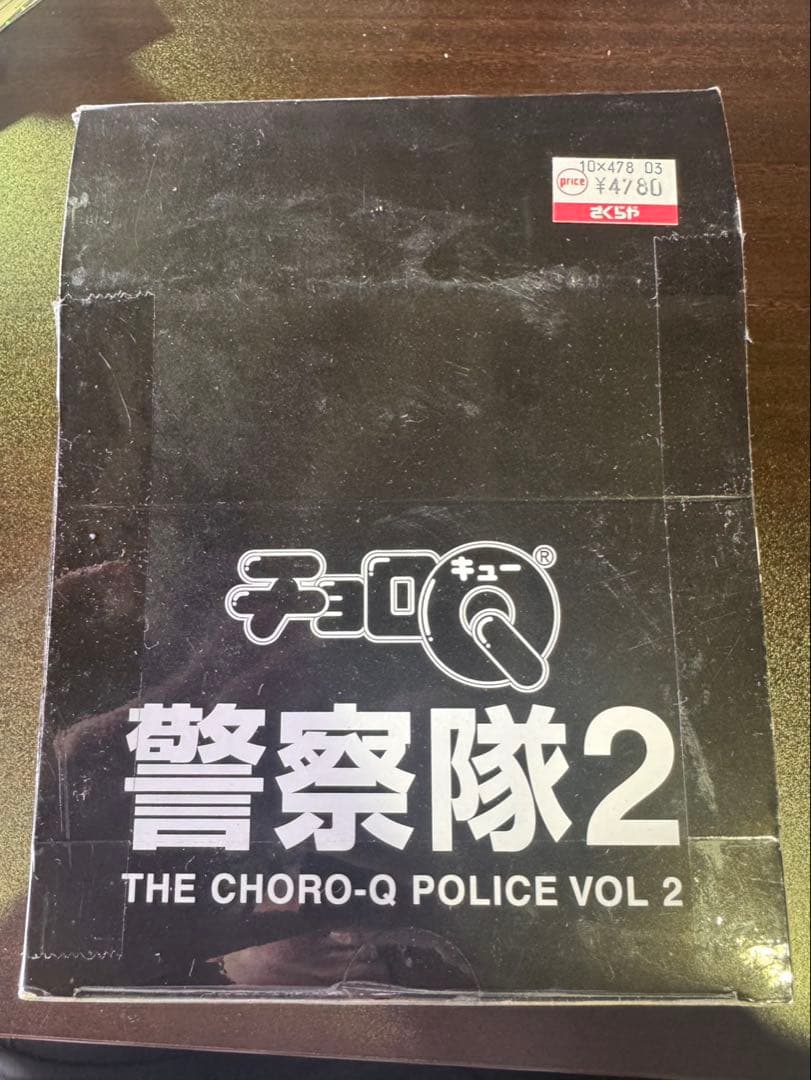 10×478 03
price ¥4780
さくらや
チョロQ キュー ®
警察隊2
THE CHORO-Q POLICE VOL 2